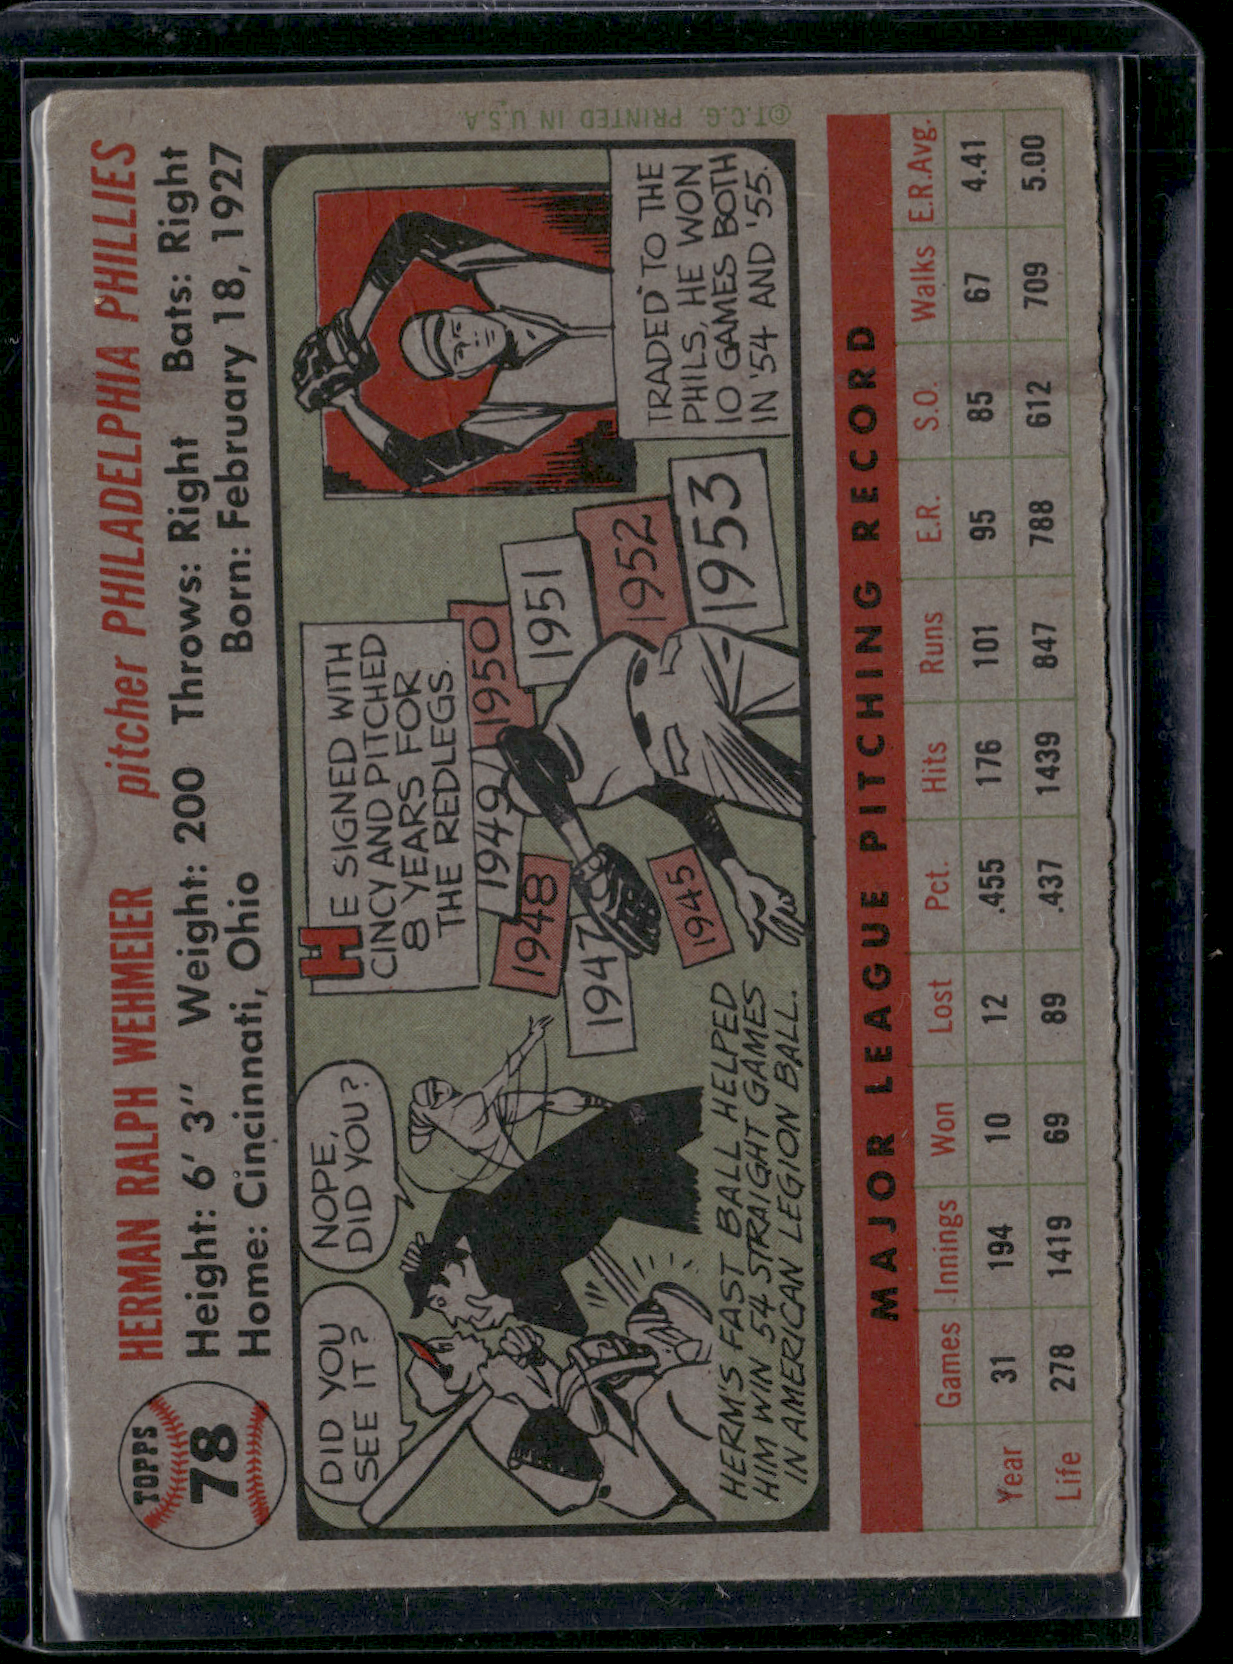 TOPPS
78
HERMAN RALPH WEHMEIER pitcher PHILADELPHIA PHILLIES
Height: 6' 3" Weight: 200 Throws: Right Bats: Right
Home: Cincinnati, Ohio Born: February 18, 1927
DID YOU
SEE IT?
NOPE,
DID YOU?
HERM'S FAST BALL HELPED
HIM WIN 54 STRAIGHT GAMES
IN AMERICAN LEGION BALL.
HE SIGNED WITH
CINCY AND PITCHED
8 YEARS FOR
THE REDLEGS.
1945
1947
1948
1949
1950
1951
1952
1953
TRADED TO THE
PHILS, HE WON
10 GAMES BOTH
IN '54 AND '55.
©T.C.G. PRINTED IN U.S.A
MAJOR LEAGUE PITCHING RECORD
Games Innings Won Lost Pct. Hits Runs E.R. S.O. Walks E.R.Avg.
Year 31 194 10 12 .455 176 101 95 85 67 4.41
Life 278 1419 69 89 .437 1439 847 788 612 709 5.00